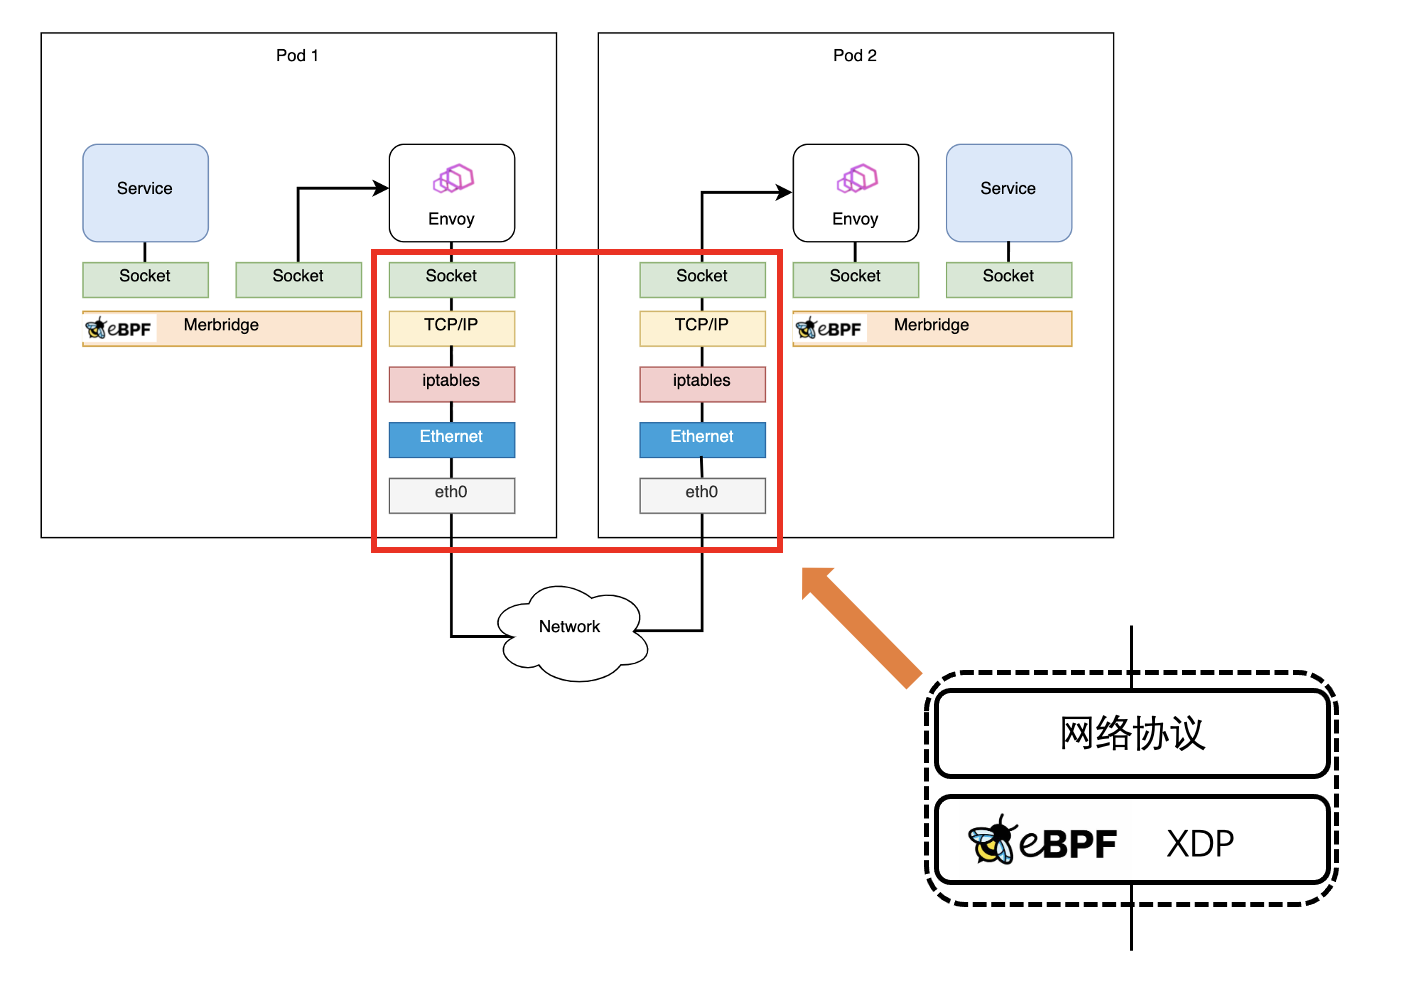 Pod 1
Service
Envoy
Socket
Socket
Socket
eBPF Merbridge
TCP/IP
iptables
Ethernet
eth0
Pod 2
Envoy
Service
Socket
Socket
Socket
TCP/IP
eBPF Merbridge
iptables
Ethernet
eth0
Network
网络协议
eBPF XDP